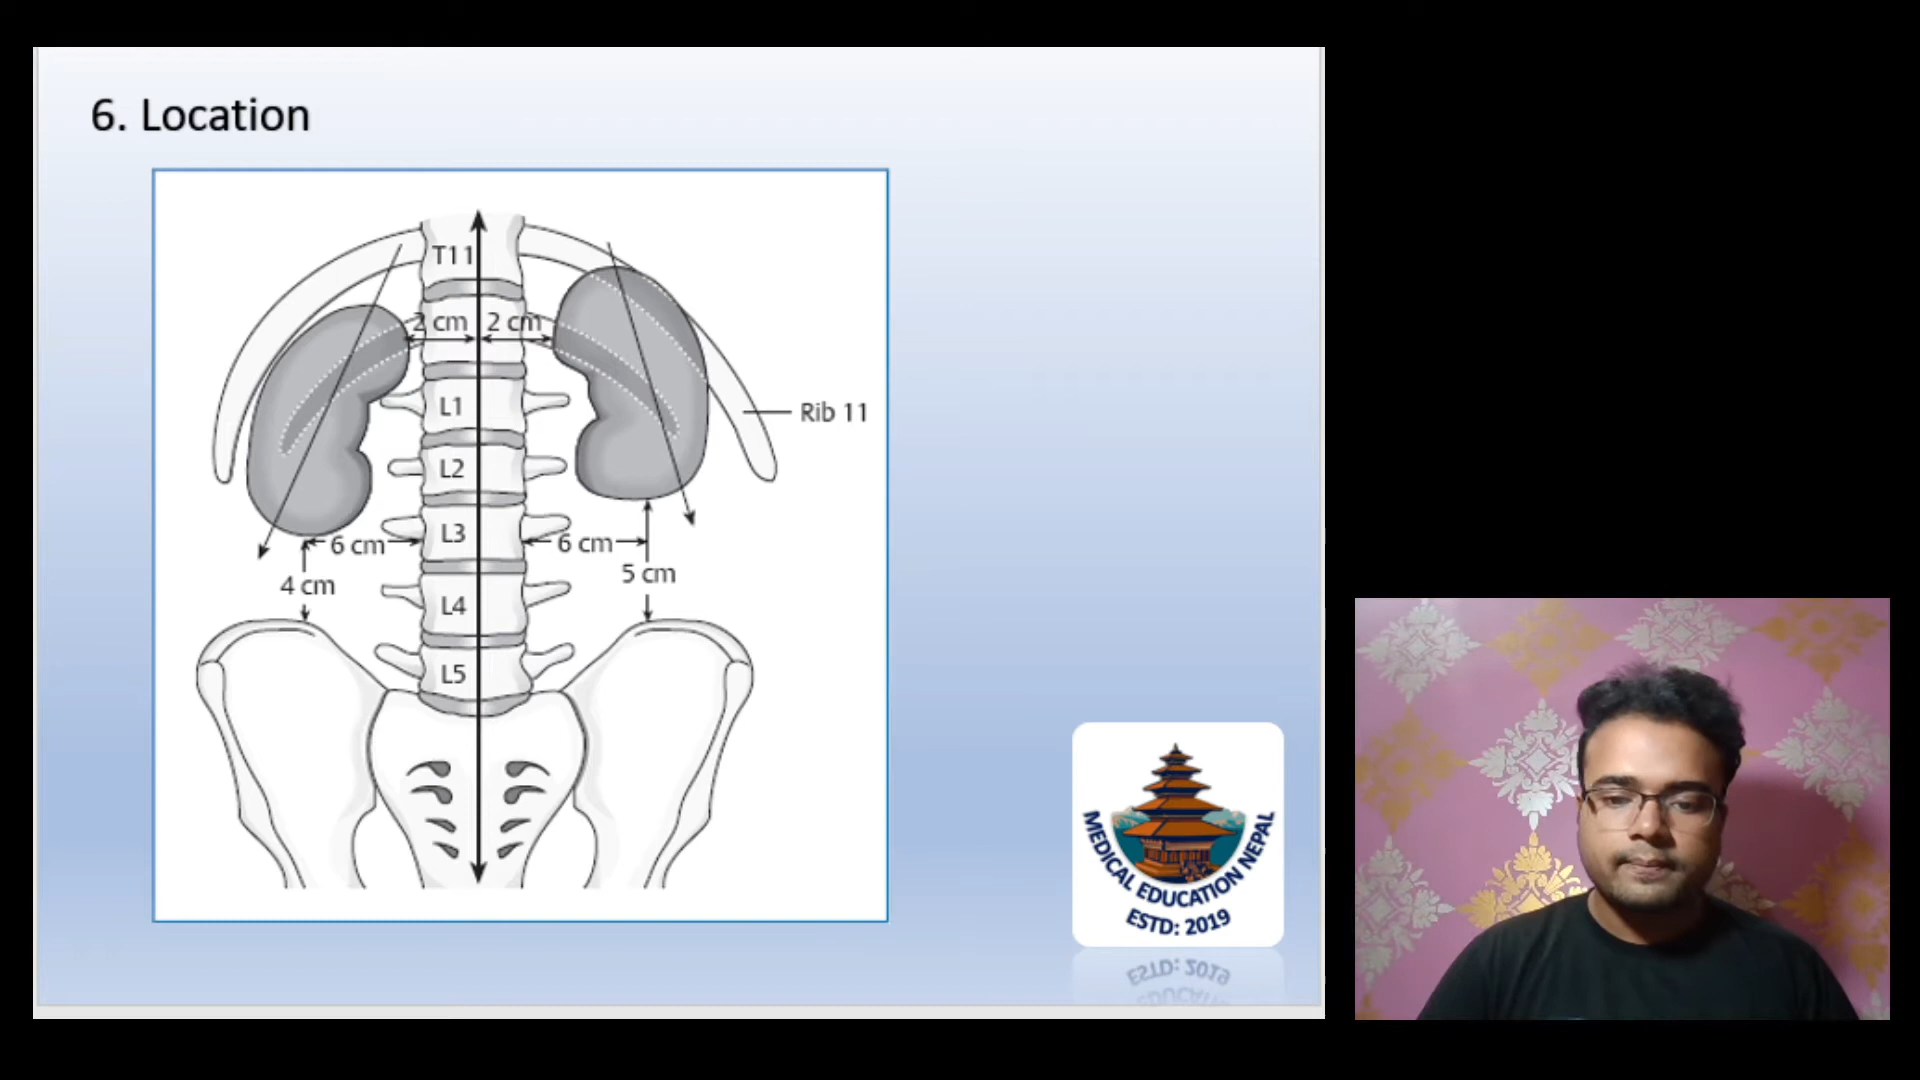 6. Location
T11
2 cm 2 cm
L1
Rib 11
L2
L3
6 cm
6 cm
5 cm
4 cm
L4
L5
MEDICAL EDUCATION NEPAL
ESTD: 2019